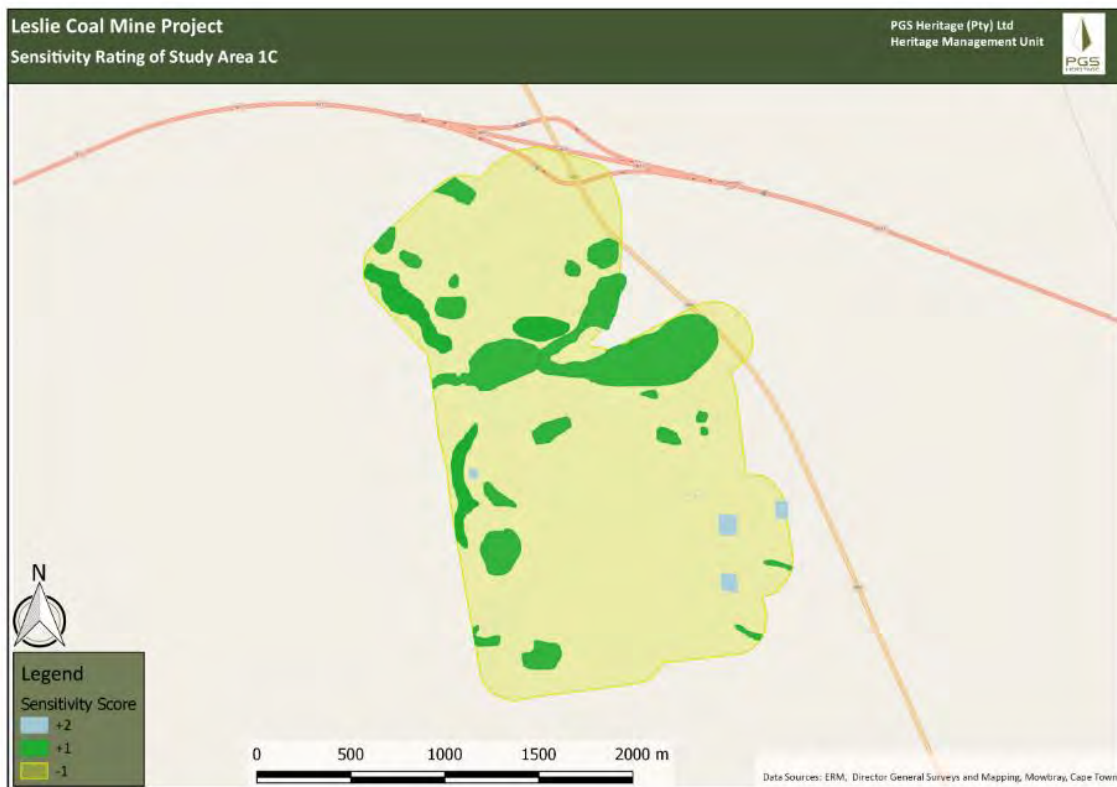 Leslie Coal Mine Project
Sensitivity Rating of Study Area 1C
PGS Heritage (Pty) Ltd
Heritage Management Unit
PGS
HERITAGE
N
Legend
Sensitivity Score
+2
+1
-1
0 500 1000 1500 2000 m
Data Sources: ERM, Director General Surveys and Mapping, Mowbray, Cape Town